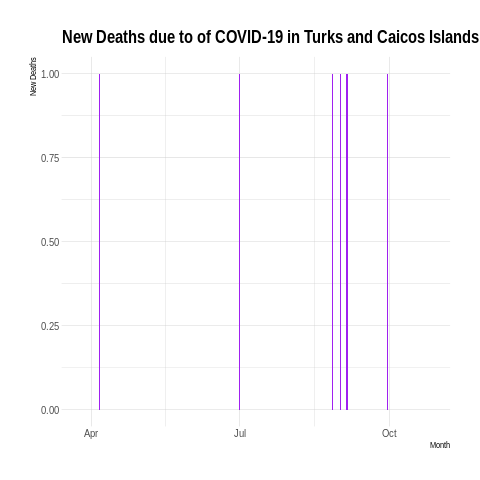 New Deaths due to of COVID-19 in Turks and Caicos Islands
New Deaths
1.00
0.75
0.50
0.25
0.00
Apr
Jul
Oct
Month